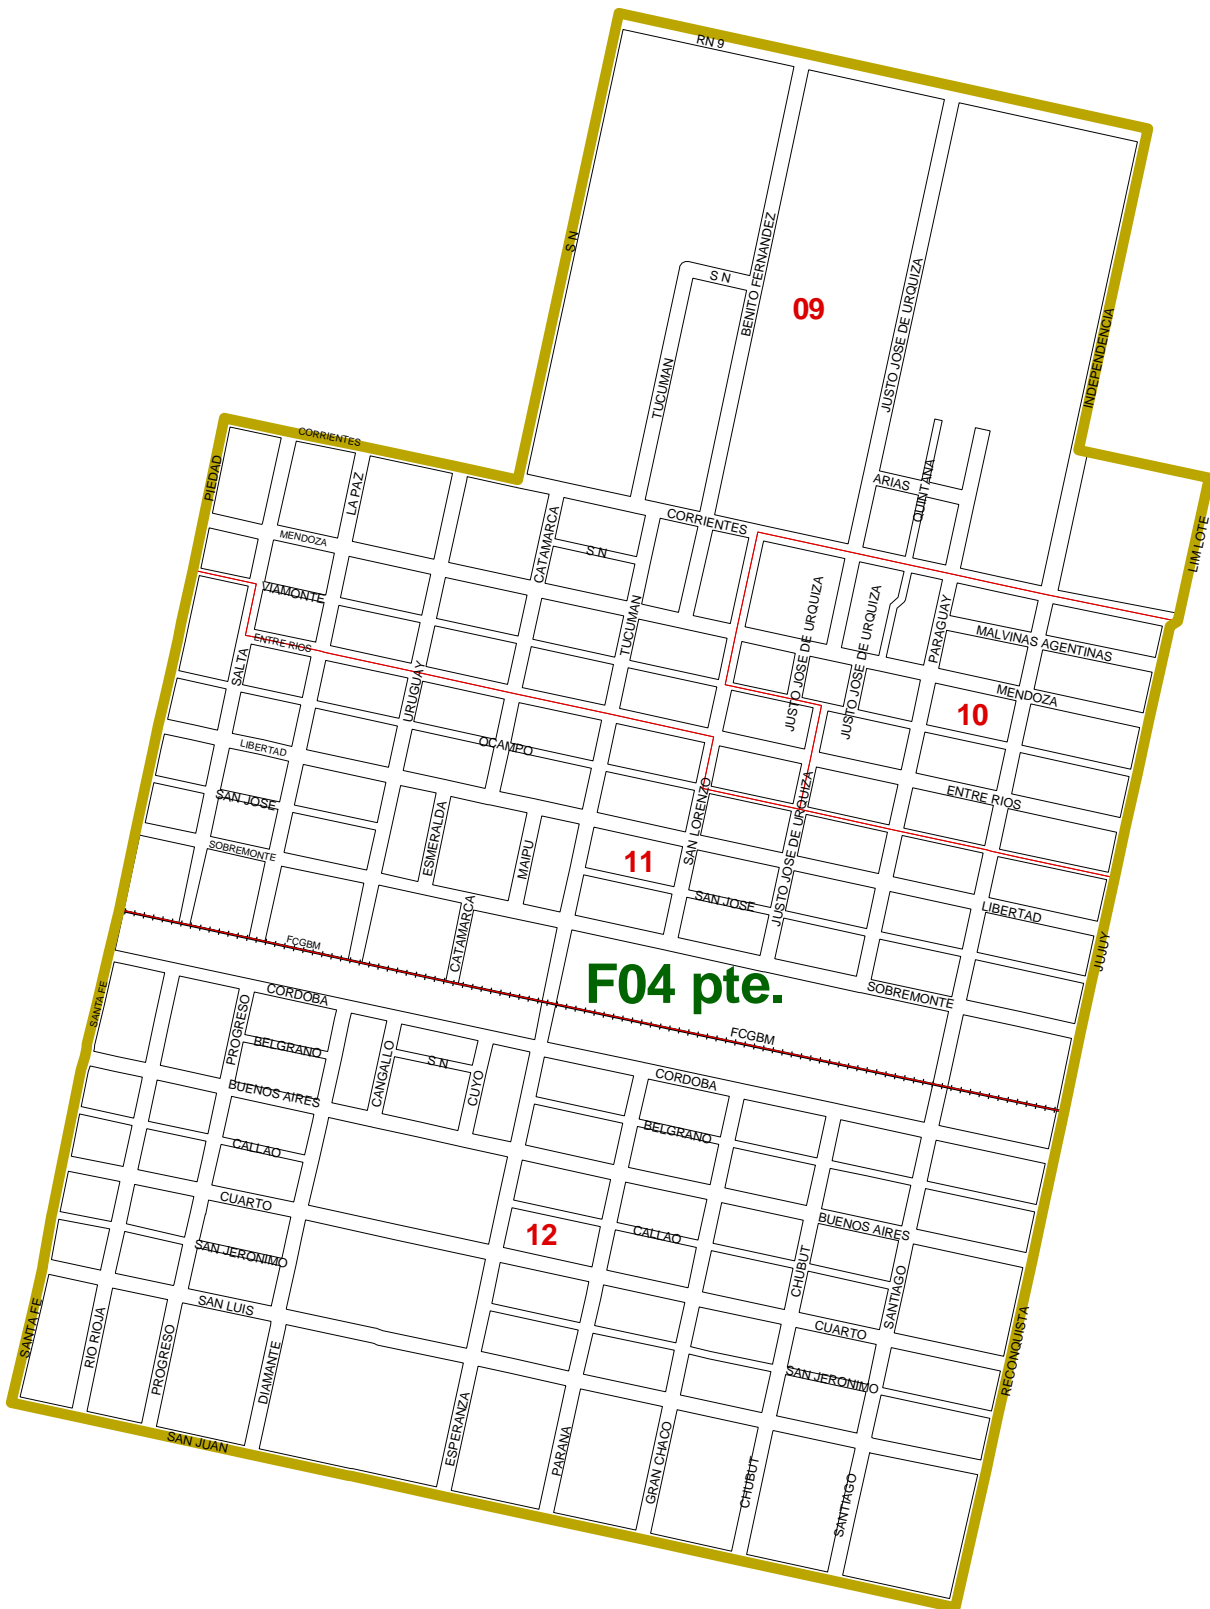 RN 9
S N
S N
BENITO FERNANDEZ
09
JUSTO JOSE DE URQUIZA
INDEPENDENCIA
TUCUMAN
CORRIENTES
PIEDAD
LA PAZ
ARIAS
QUINTANA
CORRIENTES
LIM LOTE
MENDOZA
CATAMARCA
S N
VIAMONTE
TUCUMAN
JUSTO JOSE DE URQUIZA
JUSTO JOSE DE URQUIZA
PARAGUAY
MALVINAS AGENTINAS
ENTRE RIOS
SALTA
URUGUAY
MENDOZA
10
OCAMPO
LIBERTAD
SAN JOSE
ENTRE RIOS
ESMERALDA
MAIPU
SAN LORENZO
JUSTO JOSE DE URQUIZA
SOBREMONTE
11
SAN JOSE
LIBERTAD
CATAMARCA
JUJUY
FCGBM
F04 pte.
SOBREMONTE
SANTA FE
CORDOBA
PROGRESO
BELGRANO
FCGBM
CANGALLO
S N
CUYO
CORDOBA
BUENOS AIRES
BELGRANO
CALLAO
CUARTO
12
CALLAO
BUENOS AIRES
SAN JERONIMO
CHUBUT
SANTIAGO
SAN LUIS
CUARTO
SANTA FE
RIO RIOJA
PROGRESO
DIAMANTE
SAN JERONIMO
RECONQUISTA
SAN JUAN
ESPERANZA
PARANA
GRAN CHACO
CHUBUT
SANTIAGO